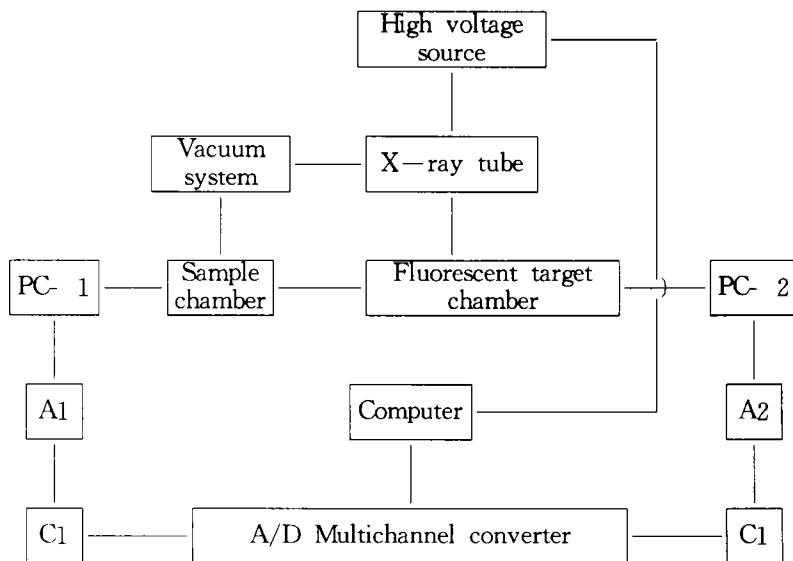 High voltage
source
Vacuum
system
X-ray tube
PC- 1
Sample
chamber
Fluorescent target
chamber
PC- 2
A1
Computer
A2
C1
A/D Multichannel converter
C1